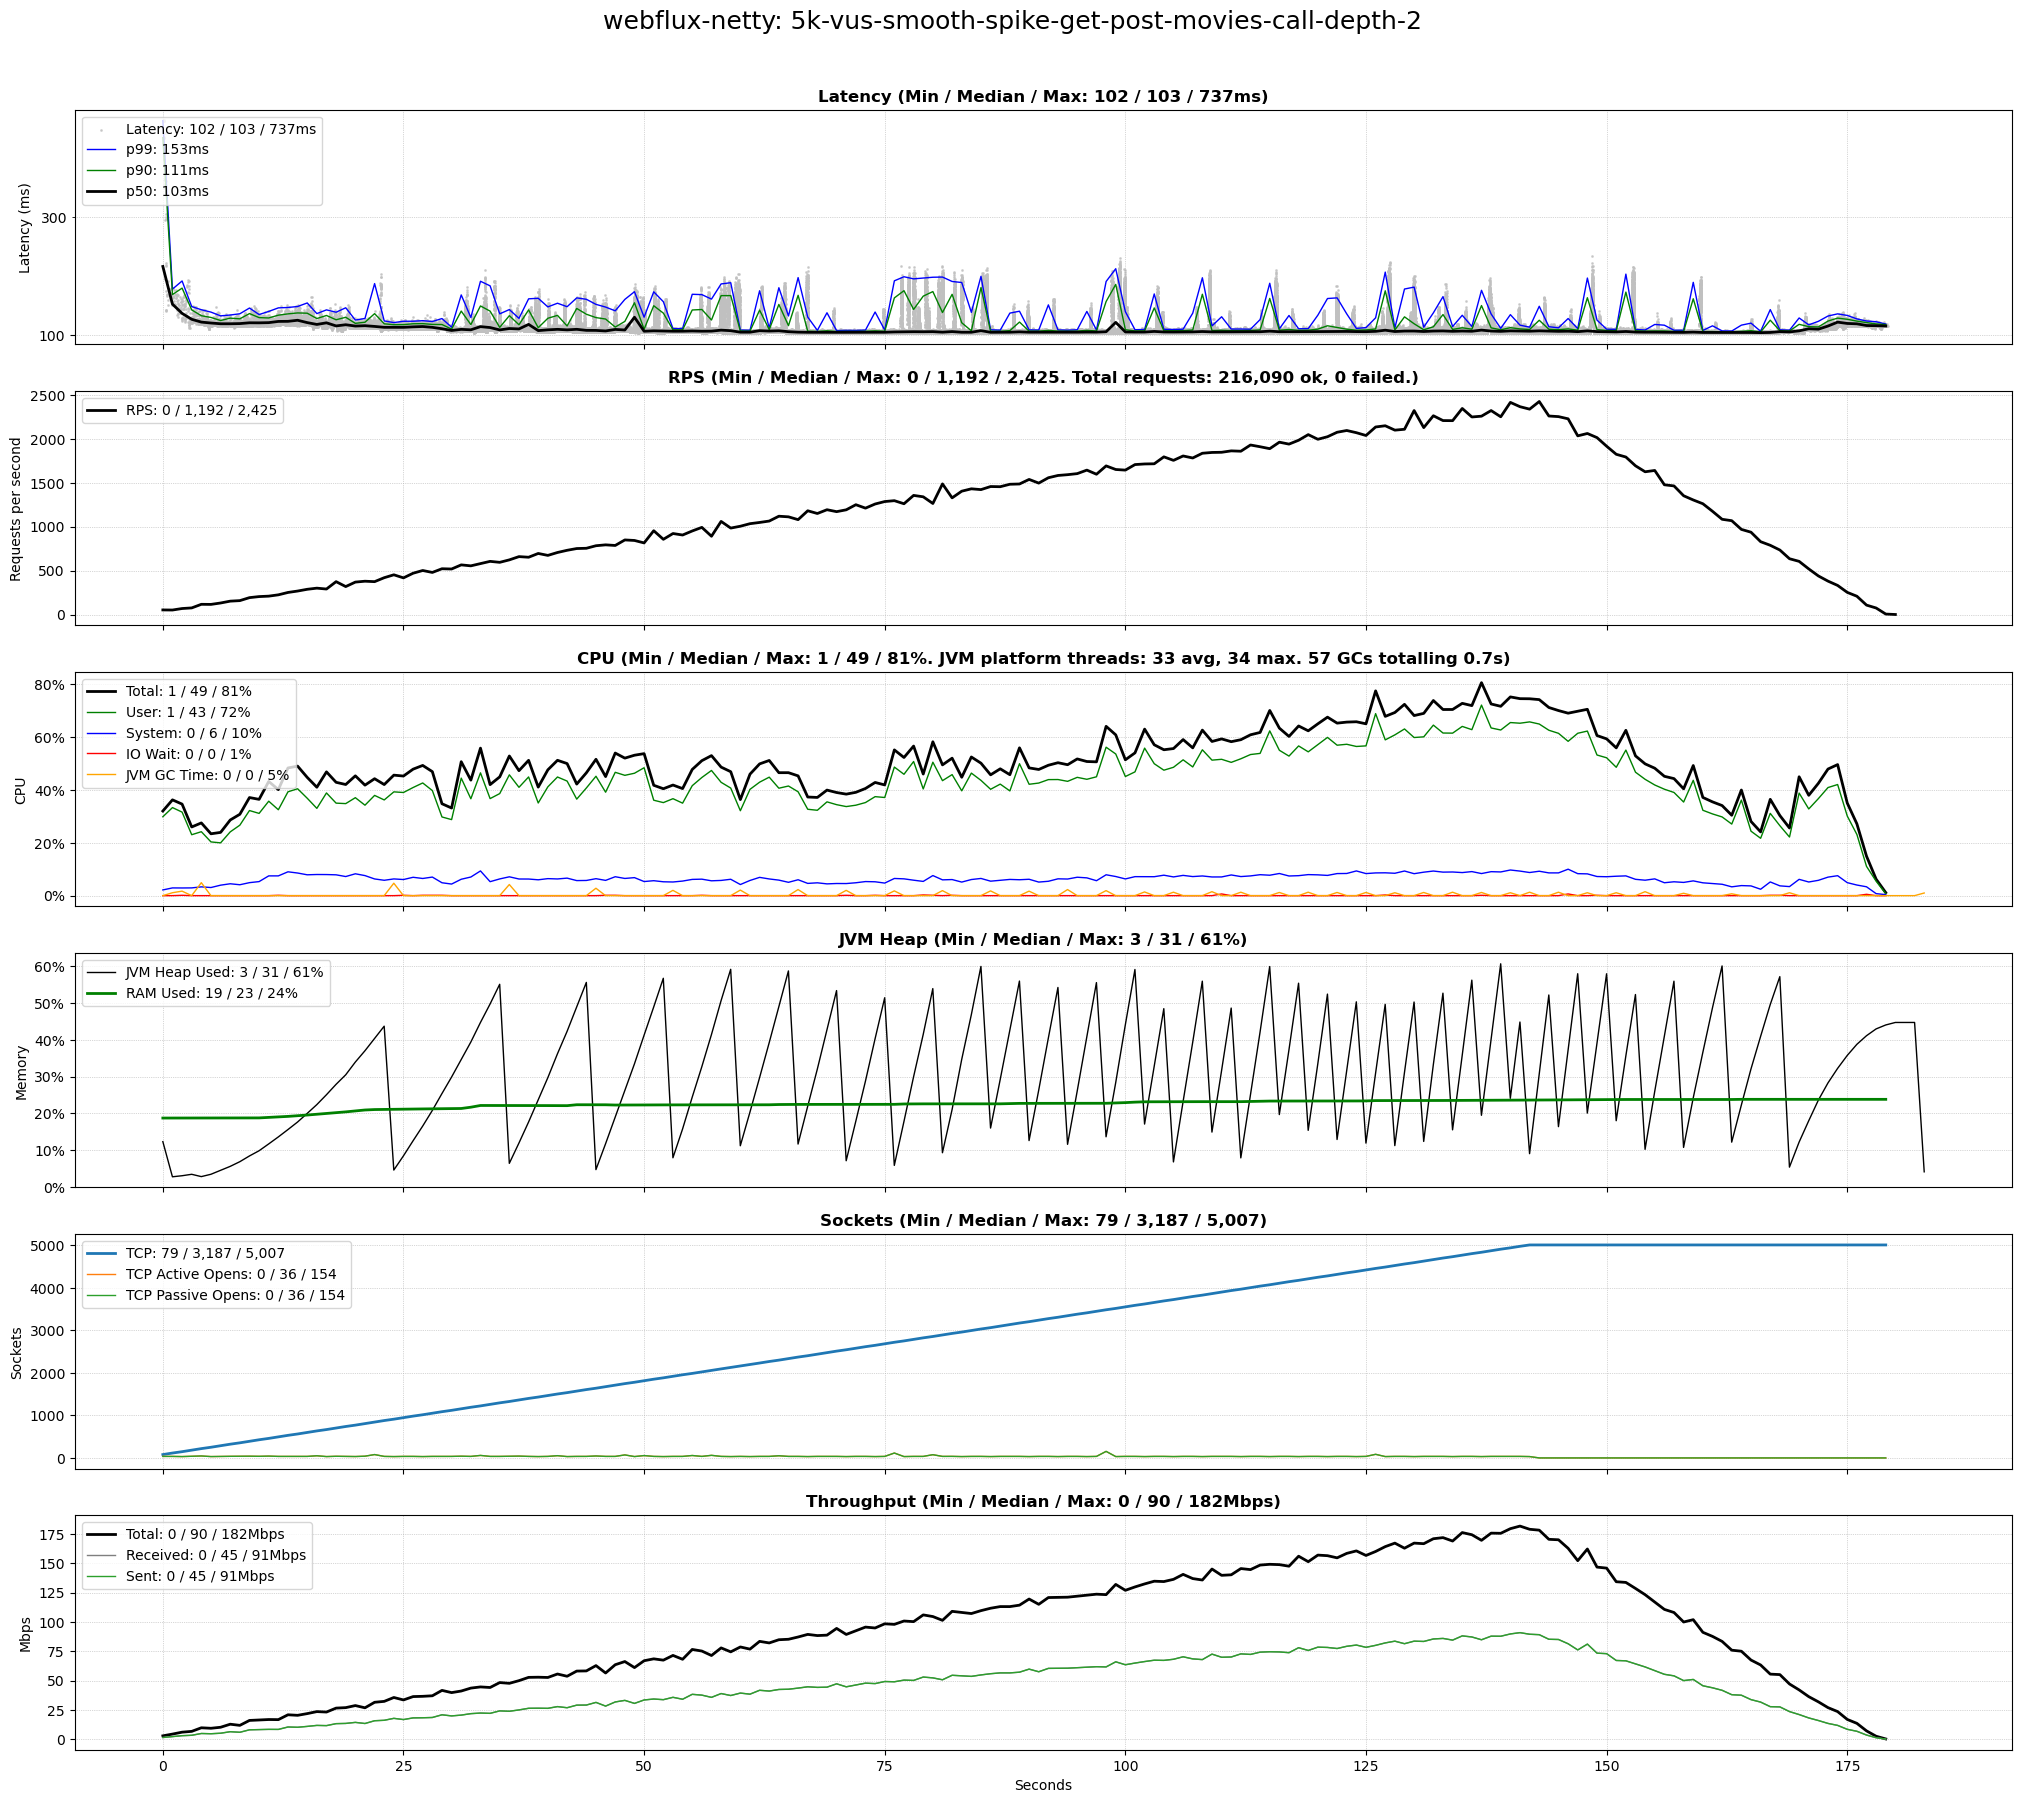 webflux-netty: 5k-vus-smooth-spike-get-post-movies-call-depth-2
Latency (Min / Median / Max: 102 / 103 / 737ms)
Latency: 102 / 103 / 737ms
p99: 153ms
p90: 111ms
p50: 103ms
Latency (ms)
300
100
RPS (Min / Median / Max: 0 / 1,192 / 2,425. Total requests: 216,090 ok, 0 failed.)
RPS: 0 / 1,192 / 2,425
Requests per second
2500
2000
1500
1000
500
0
CPU (Min / Median / Max: 1 / 49 / 81%. JVM platform threads: 33 avg, 34 max. 57 GCs totalling 0.7s)
Total: 1 / 49 / 81%
User: 1 / 43 / 72%
System: 0 / 6 / 10%
IO Wait: 0 / 0 / 1%
JVM GC Time: 0 / 0 / 5%
CPU
80%
60%
40%
20%
0%
JVM Heap (Min / Median / Max: 3 / 31 / 61%)
JVM Heap Used: 3 / 31 / 61%
RAM Used: 19 / 23 / 24%
Memory
60%
50%
40%
30%
20%
10%
0%
Sockets (Min / Median / Max: 79 / 3,187 / 5,007)
TCP: 79 / 3,187 / 5,007
TCP Active Opens: 0 / 36 / 154
TCP Passive Opens: 0 / 36 / 154
Sockets
5000
4000
3000
2000
1000
0
Throughput (Min / Median / Max: 0 / 90 / 182Mbps)
Total: 0 / 90 / 182Mbps
Received: 0 / 45 / 91Mbps
Sent: 0 / 45 / 91Mbps
Mbps
175
150
125
100
75
50
25
0
0 25 50 75 100 125 150 175
Seconds